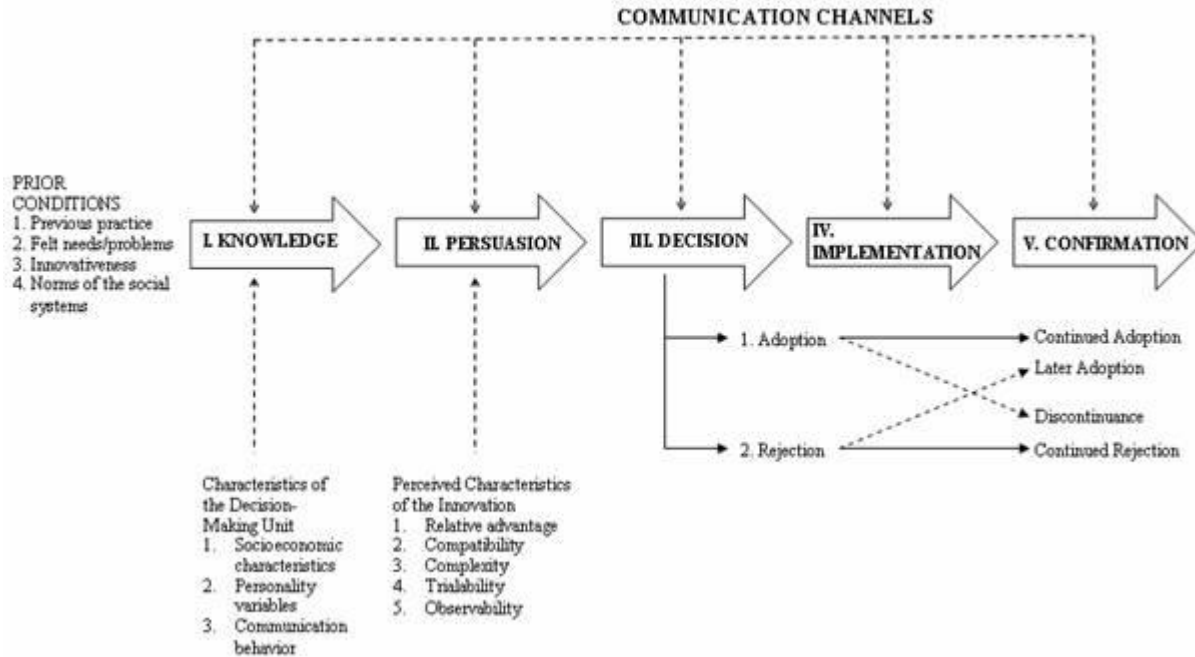 COMMUNICATION CHANNELS
PRIOR
CONDITIONS
1. Previous practice
2. Felt needs/problems
3. Innovativeness
4. Norms of the social
systems
I. KNOWLEDGE
II. PERSUASION
III. DECISION
IV.
IMPLEMENTATION
V. CONFIRMATION
1. Adoption
Continued Adoption
Later Adoption
Discontinuance
2. Rejection
Continued Rejection
Characteristics of
the Decision-
Making Unit
1. Socioeconomic
characteristics
2. Personality
variables
3. Communication
behavior
Perceived Characteristics
of the Innovation
1. Relative advantage
2. Compatibility
3. Complexity
4. Trialability
5. Observability